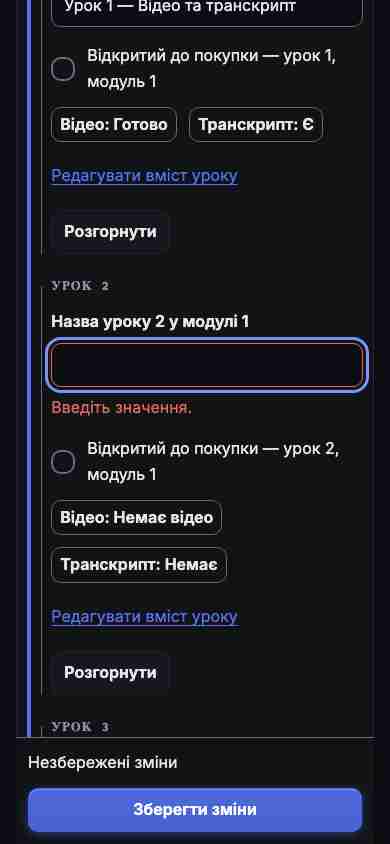 Урок 1 — Відео та транскрипт
Відкритий до покупки — урок 1,
модуль 1
Відео: Готово
Транскрипт: Є
Редагувати вміст уроку
Розгорнути
УРОК 2
Назва уроку 2 у модулі 1
Введіть значення.
Відкритий до покупки — урок 2,
модуль 1
Відео: Немає відео
Транскрипт: Немає
Редагувати вміст уроку
Розгорнути
УРОК 3
Незбережені зміни
Зберегти зміни